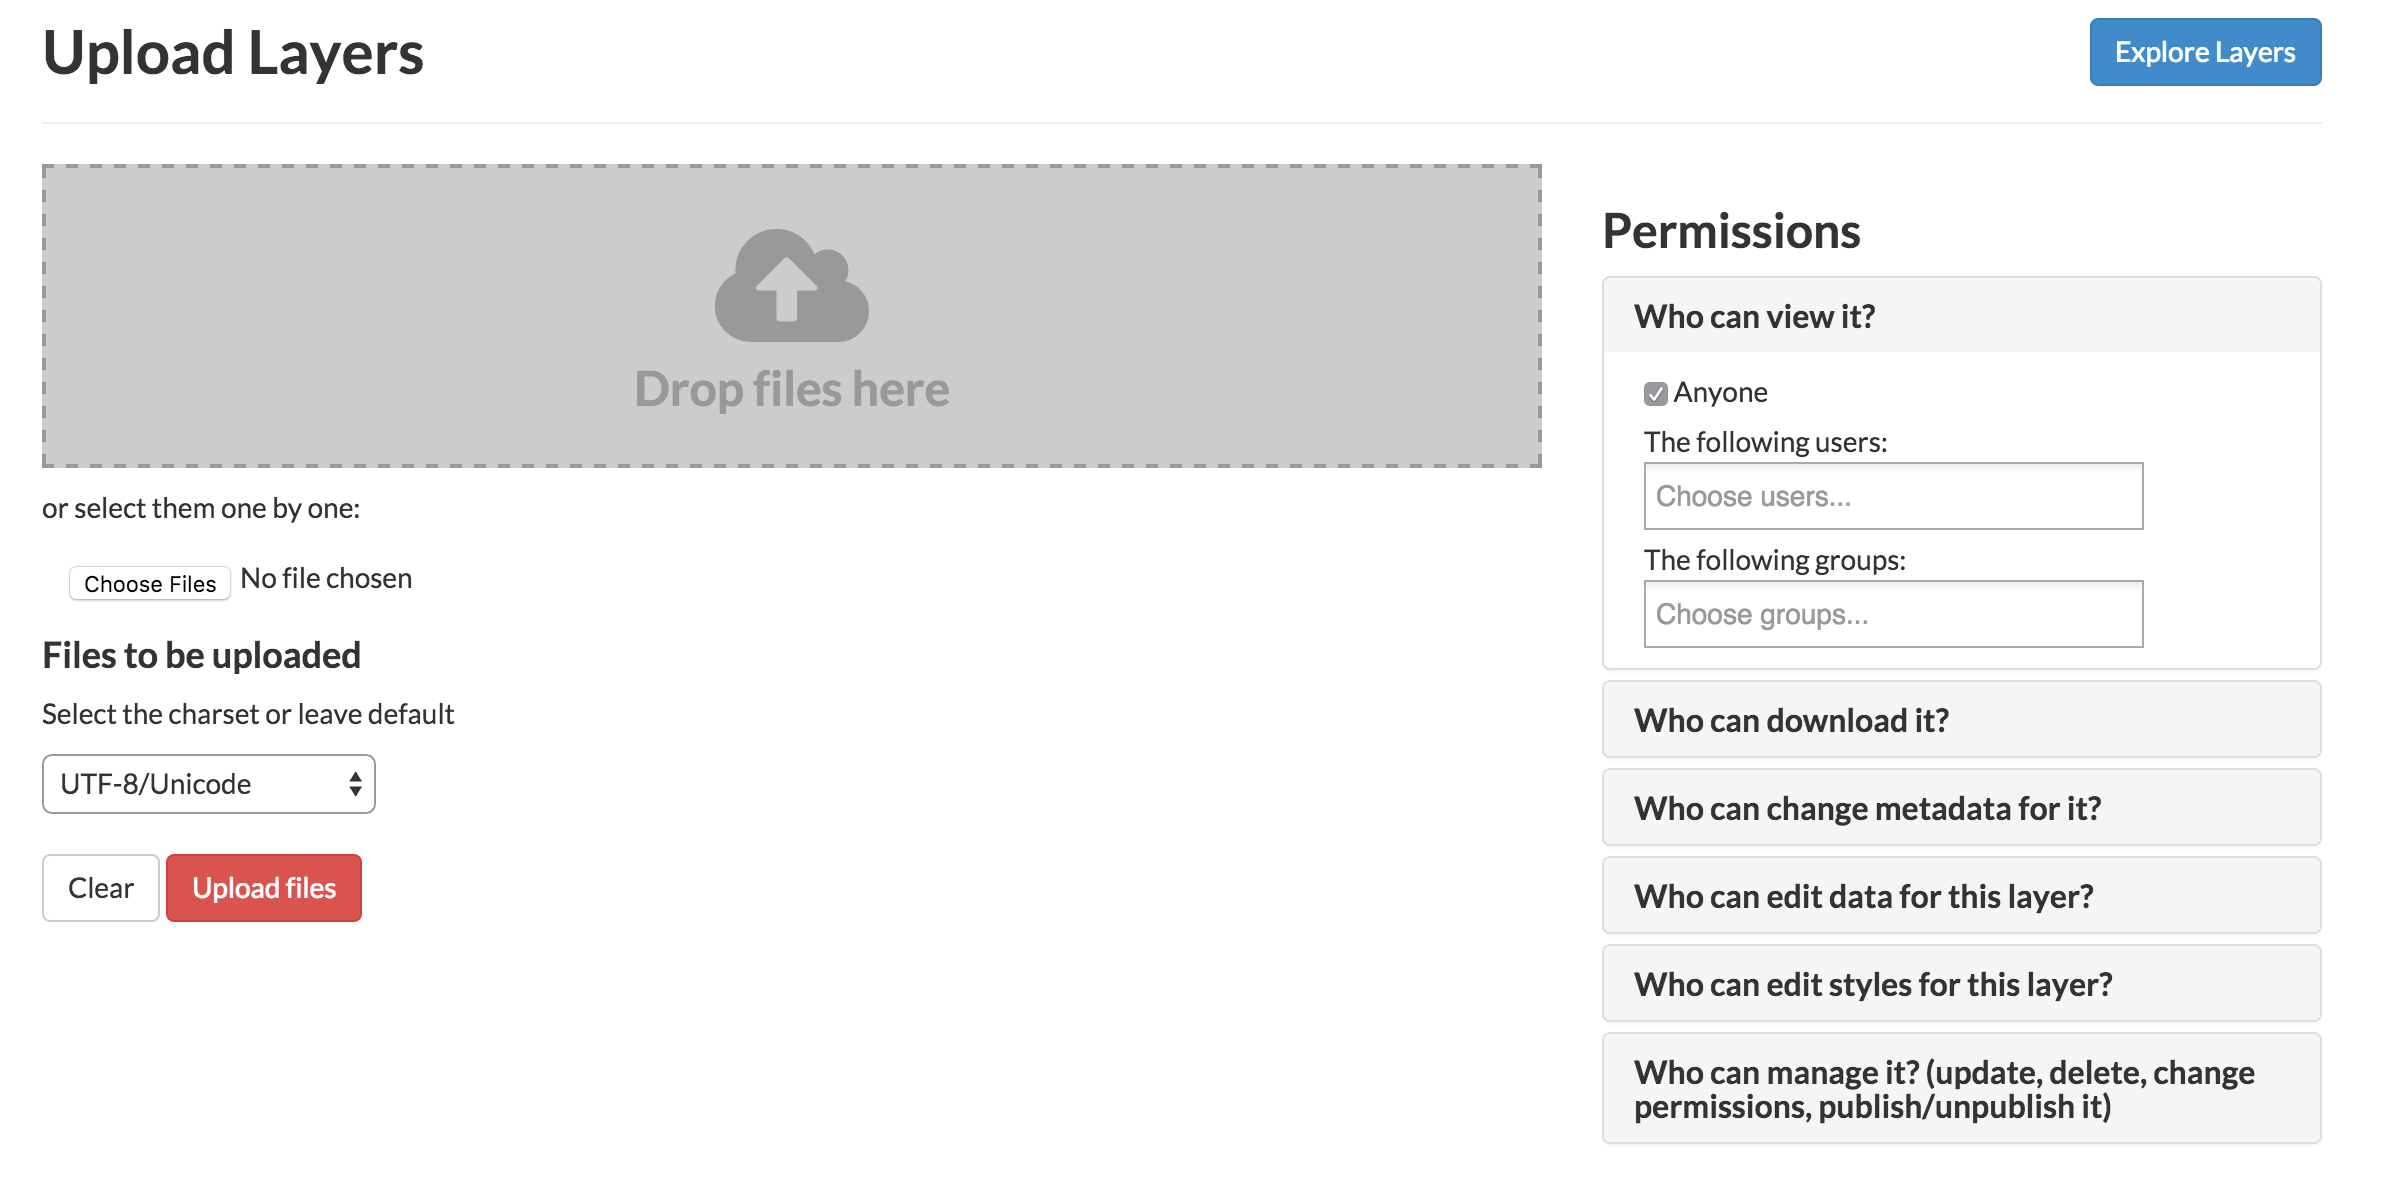 Upload Layers
Explore Layers
Drop files here
or select them one by one:
Choose Files No file chosen
Files to be uploaded
Select the charset or leave default
UTF-8/Unicode
Clear
Upload files
Permissions
Who can view it?
Anyone
The following users:
Choose users...
The following groups:
Choose groups...
Who can download it?
Who can change metadata for it?
Who can edit data for this layer?
Who can edit styles for this layer?
Who can manage it? (update, delete, change
permissions, publish/unpublish it)